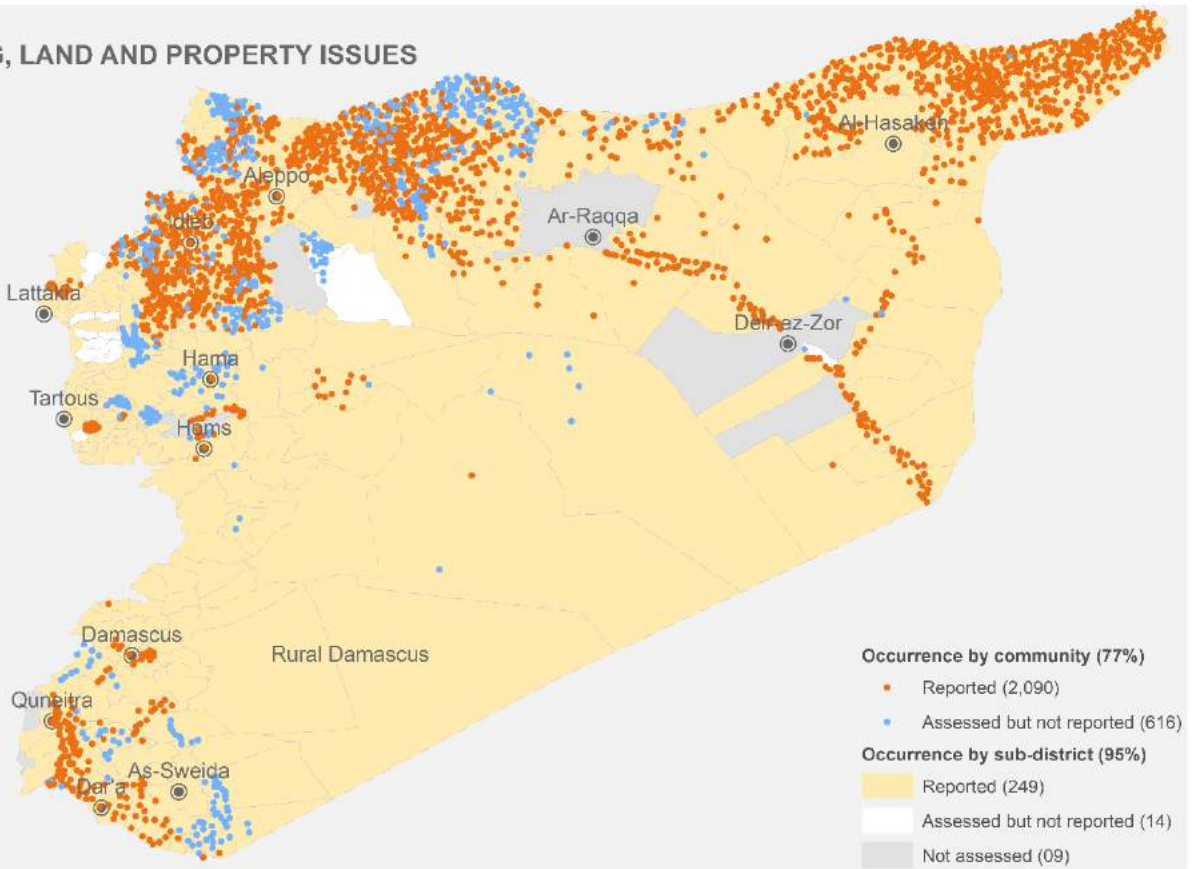 G, LAND AND PROPERTY ISSUES
Al-Hasakeh
Aleppo
Idleb
Ar-Raqqa
Lattakia
Deir-ez-Zor
Hama
Tartous
Homs
Damascus
Rural Damascus
Quneitra
As-Sweida
Dar'a
Occurrence by community (77%)
Reported (2,090)
Assessed but not reported (616)
Occurrence by sub-district (95%)
Reported (249)
Assessed but not reported (14)
Not assessed (09)